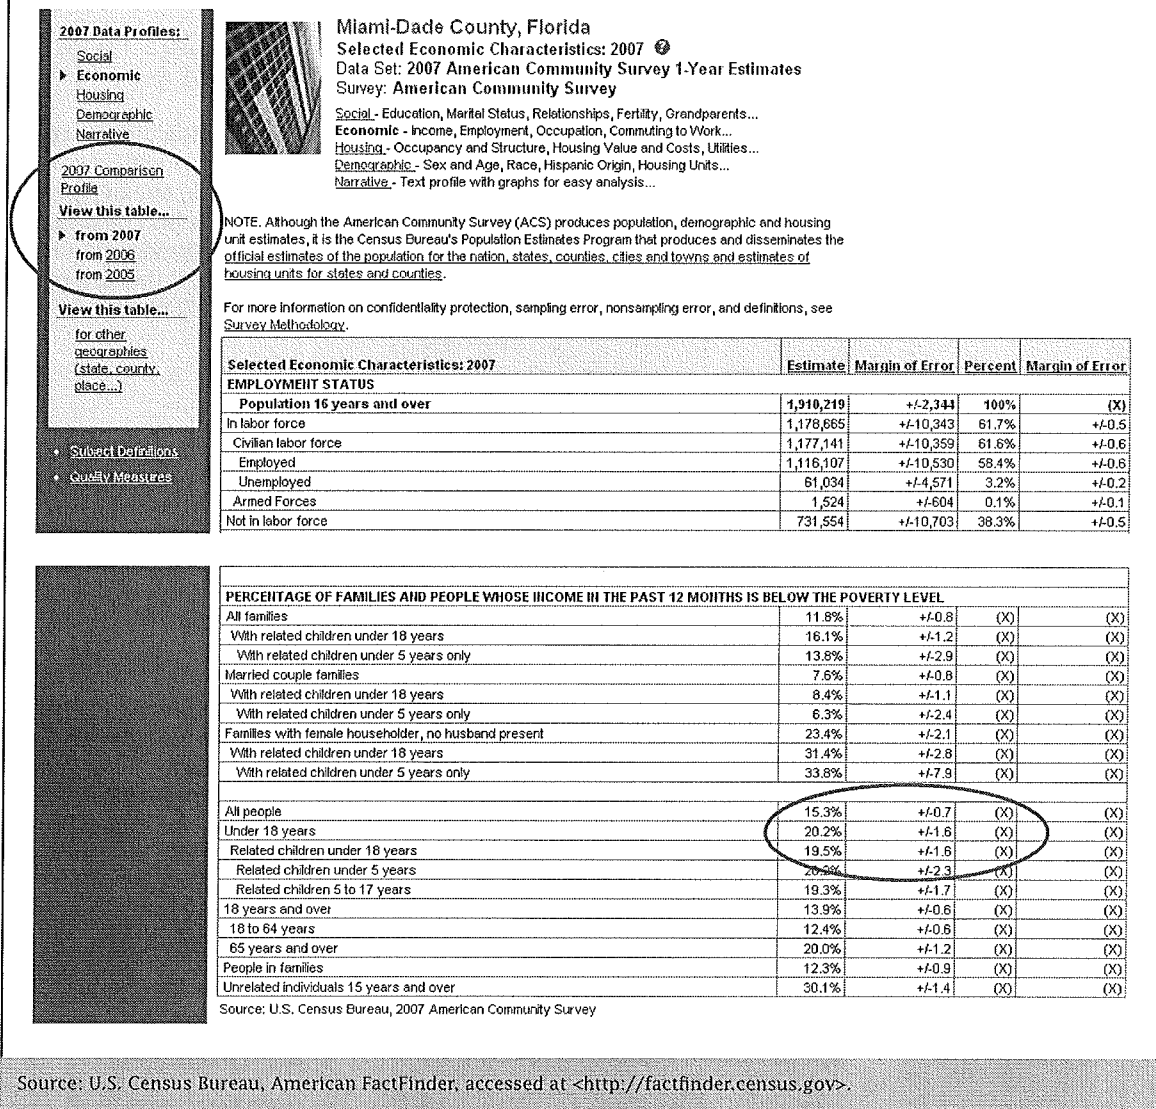 2007 Data Profiles:
Social
Economic
Housing
Demographic
Narrative
2007 Comparison
Profile
View this table...
from 2007
from 2006
from 2005
View this table...
for other
geographies
(state, county,
place...)
• Subject Definitions
• Quality Measures
Miami-Dade County, Florida
Selected Economic Characteristics: 2007 ?
Data Set: 2007 American Community Survey 1-Year Estimates
Survey: American Community Survey
Social - Education, Marital Status, Relationships, Fertility, Grandparents...
Economic - Income, Employment, Occupation, Commuting to Work...
Housing - Occupancy and Structure, Housing Value and Costs, Utilities...
Demographic - Sex and Age, Race, Hispanic Origin, Housing Units...
Narrative - Text profile with graphs for easy analysis...
NOTE. Although the American Community Survey (ACS) produces population, demographic and housing
unit estimates, it is the Census Bureau's Population Estimates Program that produces and disseminates the
official estimates of the population for the nation, states, counties, cities and towns and estimates of
housing units for states and counties.
For more information on confidentiality protection, sampling error, nonsampling error, and definitions, see
Survey Methodology.
Selected Economic Characteristics: 2007 Estimate Margin of Error Percent Margin of Error
EMPLOYMENT STATUS
Population 16 years and over 1,910,219 +/-2,344 100% (X)
In labor force 1,178,665 +/-10,343 61.7% +/-0.5
Civilian labor force 1,177,141 +/-10,359 61.6% +/-0.6
Employed 1,116,107 +/-10,530 58.4% +/-0.6
Unemployed 61,034 +/-4,571 3.2% +/-0.2
Armed Forces 1,524 +/-604 0.1% +/-0.1
Not in labor force 731,554 +/-10,703 38.3% +/-0.5
PERCENTAGE OF FAMILIES AND PEOPLE WHOSE INCOME IN THE PAST 12 MONTHS IS BELOW THE POVERTY LEVEL
All families 11.8% +/-0.8 (X) (X)
With related children under 18 years 16.1% +/-1.2 (X) (X)
With related children under 5 years only 13.8% +/-2.9 (X) (X)
Married couple families 7.6% +/-0.8 (X) (X)
With related children under 18 years 8.4% +/-1.1 (X) (X)
With related children under 5 years only 6.3% +/-2.4 (X) (X)
Families with female householder, no husband present 23.4% +/-2.1 (X) (X)
With related children under 18 years 31.4% +/-2.8 (X) (X)
With related children under 5 years only 33.8% +/-7.9 (X) (X)
All people 15.3% +/-0.7 (X) (X)
Under 18 years 20.2% +/-1.6 (X) (X)
Related children under 18 years 19.5% +/-1.6 (X) (X)
Related children under 5 years +/-2.3 (X) (X)
Related children 5 to 17 years 19.3% +/-1.7 (X) (X)
18 years and over 13.9% +/-0.6 (X) (X)
18 to 64 years 12.4% +/-0.6 (X) (X)
65 years and over 20.0% +/-1.2 (X) (X)
People in families 12.3% +/-0.9 (X) (X)
Unrelated individuals 15 years and over 30.1% +/-1.4 (X) (X)
Source: U.S. Census Bureau, 2007 American Community Survey
Source: U.S. Census Bureau, American FactFinder, accessed at <http://factfinder.census.gov>.